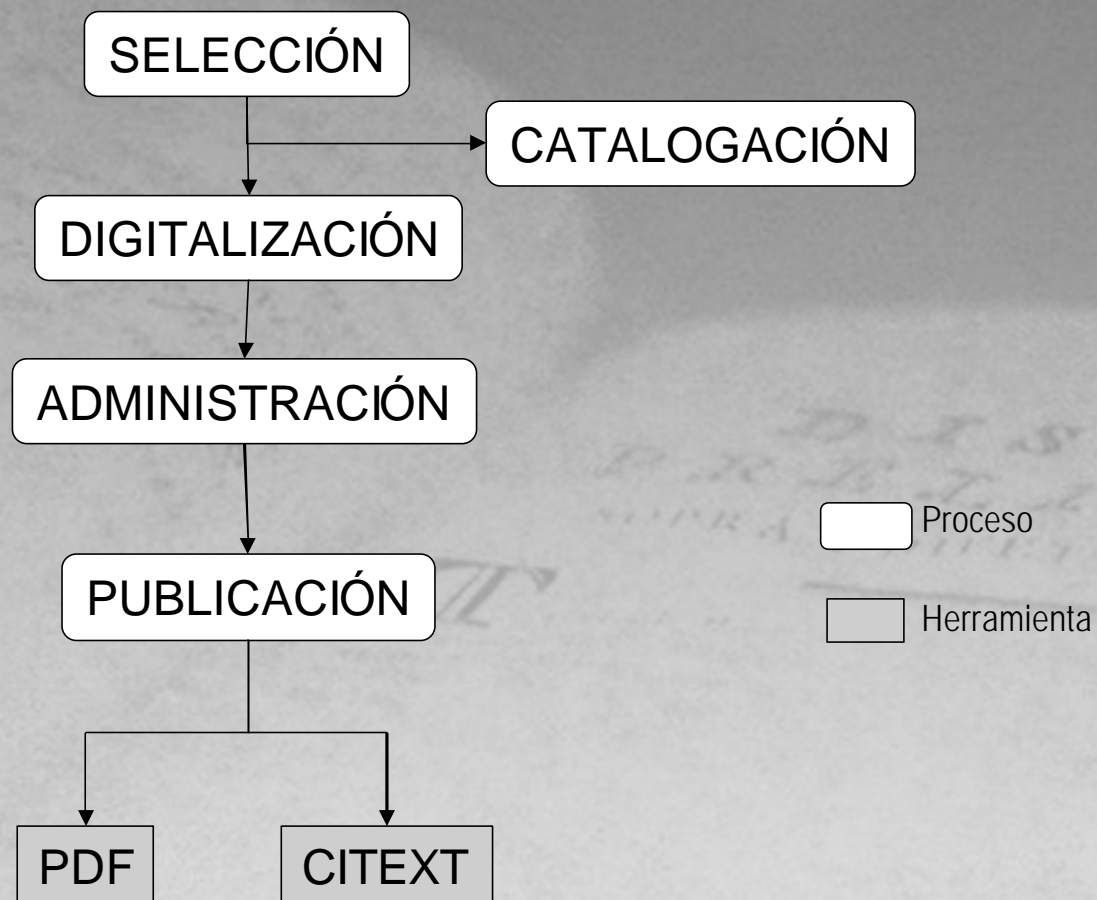 SELECCIÓN
CATALOGACIÓN
DIGITALIZACIÓN
ADMINISTRACIÓN
PUBLICACIÓN
Proceso
Herramienta
PDF
CITEXT